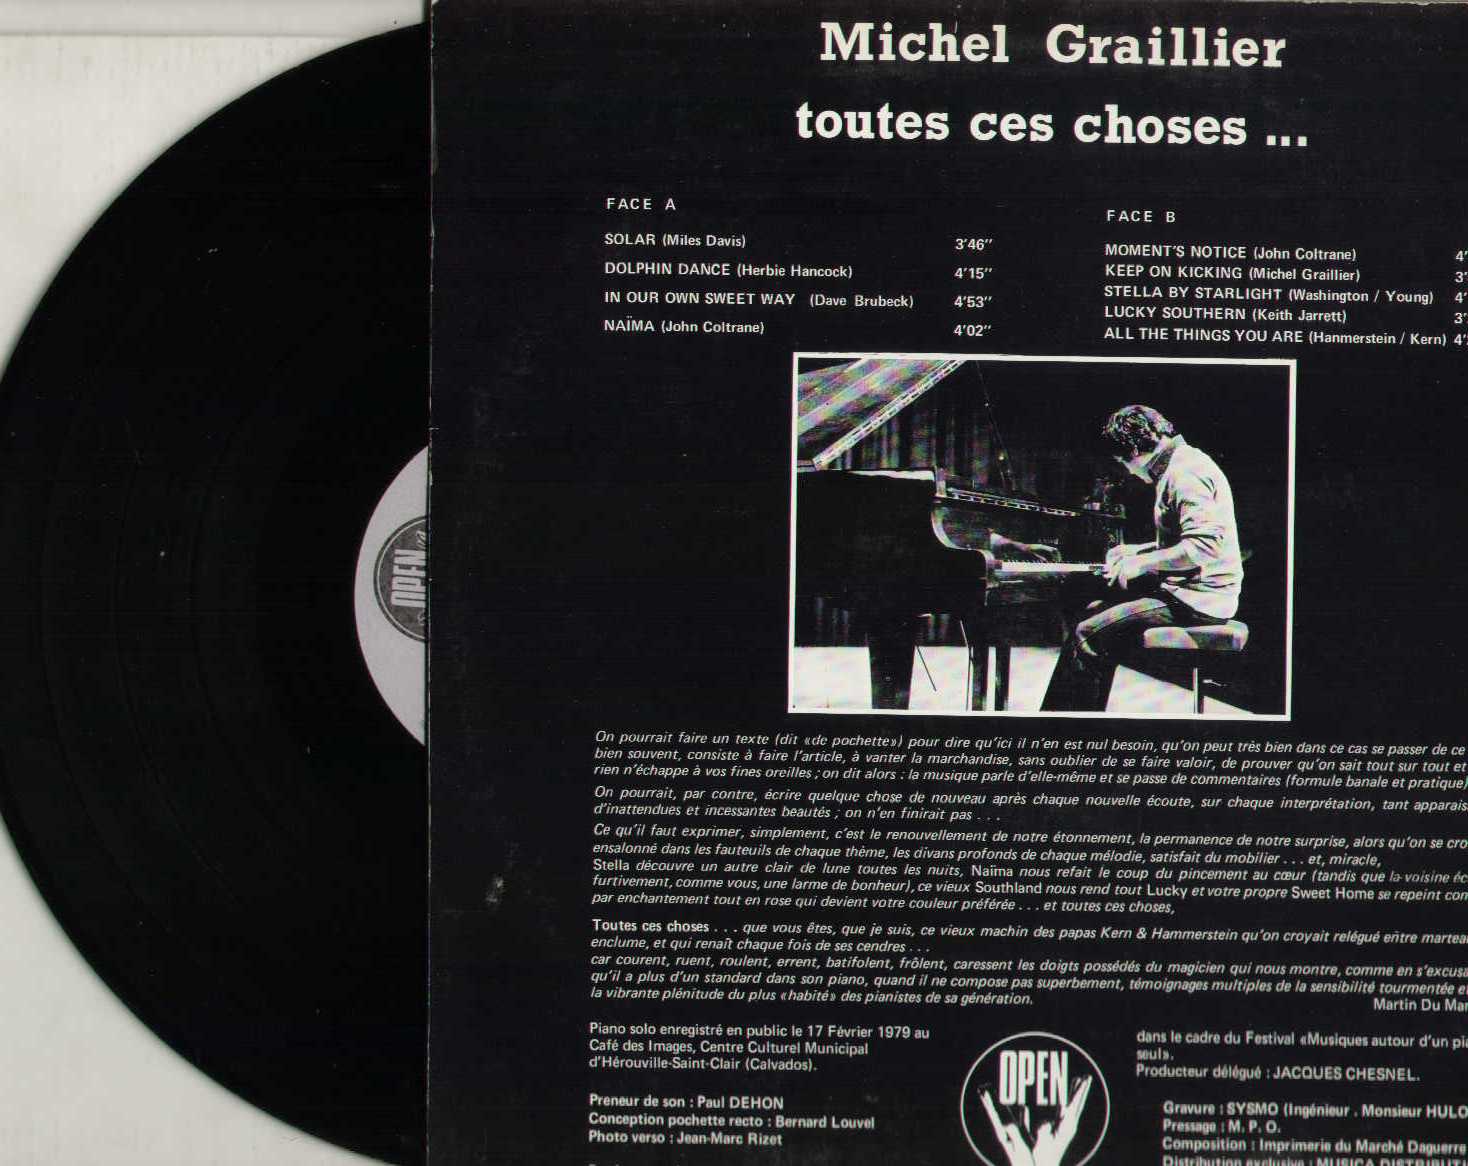 Michel Graillier
toutes ces choses ...
FACE A
SOLAR (Miles Davis) 3'46''
DOLPHIN DANCE (Herbie Hancock) 4'15''
IN OUR OWN SWEET WAY (Dave Brubeck) 4'53''
NAÏMA (John Coltrane) 4'02''
FACE B
MOMENT'S NOTICE (John Coltrane) 4'
KEEP ON KICKING (Michel Graillier) 3'
STELLA BY STARLIGHT (Washington / Young) 4'
LUCKY SOUTHERN (Keith Jarrett) 3'
ALL THE THINGS YOU ARE (Hanmerstein / Kern) 4'
OPEN
On pourrait faire un texte (dit «de pochette») pour dire qu'ici il n'en est nul besoin, qu'on peut très bien dans ce cas se passer de ce
bien souvent, consiste à faire l'article, à vanter la marchandise, sans oublier de se faire valoir, de prouver qu'on sait tout sur tout et
rien n'échappe à vos fines oreilles ; on dit alors : la musique parle d'elle-même et se passe de commentaires (formule banale et pratique)
On pourrait, par contre, écrire quelque chose de nouveau après chaque nouvelle écoute, sur chaque interprétation, tant apparais
d'inattendues et incessantes beautés ; on n'en finirait pas . . .
Ce qu'il faut exprimer, simplement, c'est le renouvellement de notre étonnement, la permanence de notre surprise, alors qu'on se cro
ensalonné dans les fauteuils de chaque thème, les divans profonds de chaque mélodie, satisfait du mobilier . . . et, miracle,
Stella découvre un autre clair de lune toutes les nuits, Naïma nous refait le coup du pincement au cœur (tandis que la voisine éc
furtivement, comme vous, une larme de bonheur), ce vieux Southland nous rend tout Lucky et votre propre Sweet Home se repeint com
par enchantement tout en rose qui devient votre couleur préférée . . . et toutes ces choses,
Toutes ces choses . . . que vous êtes, que je suis, ce vieux machin des papas Kern & Hammerstein qu'on croyait relégué entre martea
enclume, et qui renaît chaque fois de ses cendres . . .
car courent, ruent, roulent, errent, batifolent, frôlent, caressent les doigts possédés du magicien qui nous montre, comme en s'excusa
qu'il a plus d'un standard dans son piano, quand il ne compose pas superbement, témoignages multiples de la sensibilité tourmentée et
la vibrante plénitude du plus «habité» des pianistes de sa génération.
Martin Du Mar
Piano solo enregistré en public le 17 Février 1979 au
Café des Images, Centre Culturel Municipal
d'Hérouville-Saint-Clair (Calvados).
Preneur de son : Paul DEHON
Conception pochette recto : Bernard Louvel
Photo verso : Jean-Marc Rizet
OPEN
dans le cadre du Festival «Musiques autour d'un pia
seul».
Producteur délégué : JACQUES CHESNEL.
Gravure : SYSMO (Ingénieur . Monsieur HULO
Pressage : M. P. O.
Composition : Imprimerie du Marché Daguerre
Distribution exclusive : MUSICA DISTRIBUTI